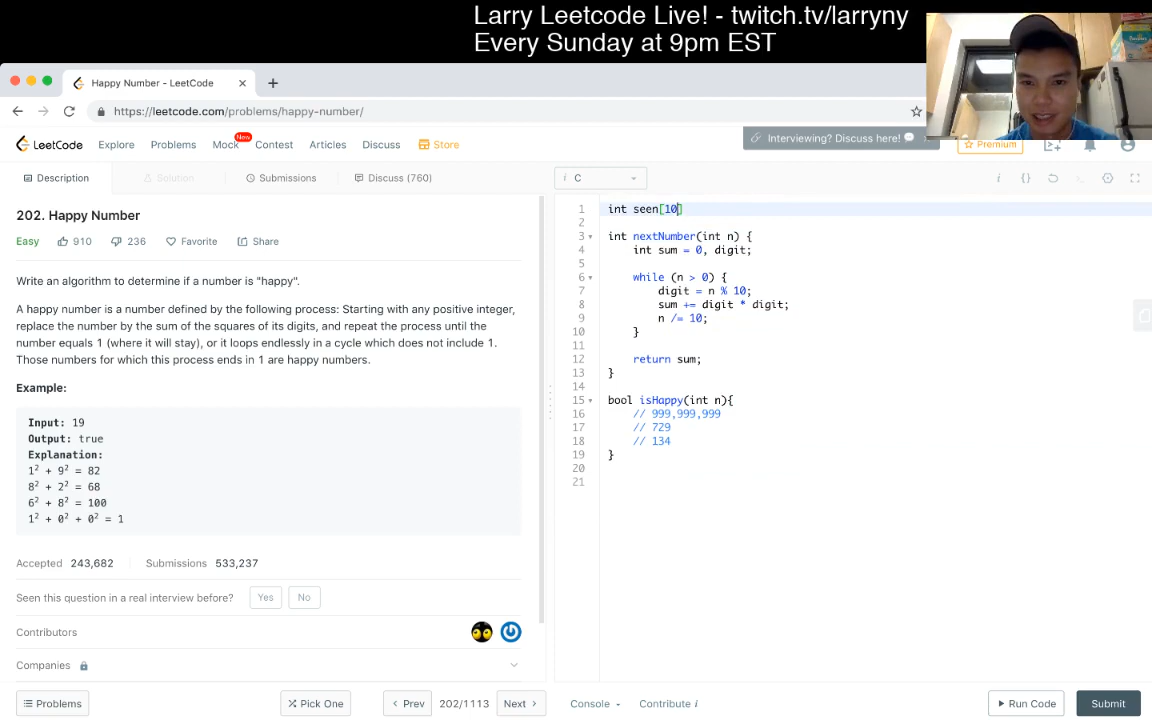 Larry Leetcode Live! - twitch.tv/larryny
Every Sunday at 9pm EST
Happy Number - LeetCode
https://leetcode.com/problems/happy-number/
LeetCode Explore Problems Mock New Contest Articles Discuss Store
Interviewing? Discuss here!
Premium
Description Solution Submissions Discuss (760)
i C
202. Happy Number
Easy 910 236 Favorite Share
Write an algorithm to determine if a number is "happy".
A happy number is a number defined by the following process: Starting with any positive integer,
replace the number by the sum of the squares of its digits, and repeat the process until the
number equals 1 (where it will stay), or it loops endlessly in a cycle which does not include 1.
Those numbers for which this process ends in 1 are happy numbers.
Example:
Input: 19
Output: true
Explanation:
1² + 9² = 82
8² + 2² = 68
6² + 8² = 100
1² + 0² + 0² = 1
Accepted 243,682 Submissions 533,237
Seen this question in a real interview before? Yes No
Contributors
Companies
Problems Pick One Prev 202/1113 Next
1 int seen[10]
2
3 int nextNumber(int n) {
4 int sum = 0, digit;
5
6 while (n > 0) {
7 digit = n % 10;
8 sum += digit * digit;
9 n /= 10;
10 }
11
12 return sum;
13 }
14
15 bool isHappy(int n){
16 // 999,999,999
17 // 729
18 // 134
19 }
20
21
Console Contribute i Run Code Submit